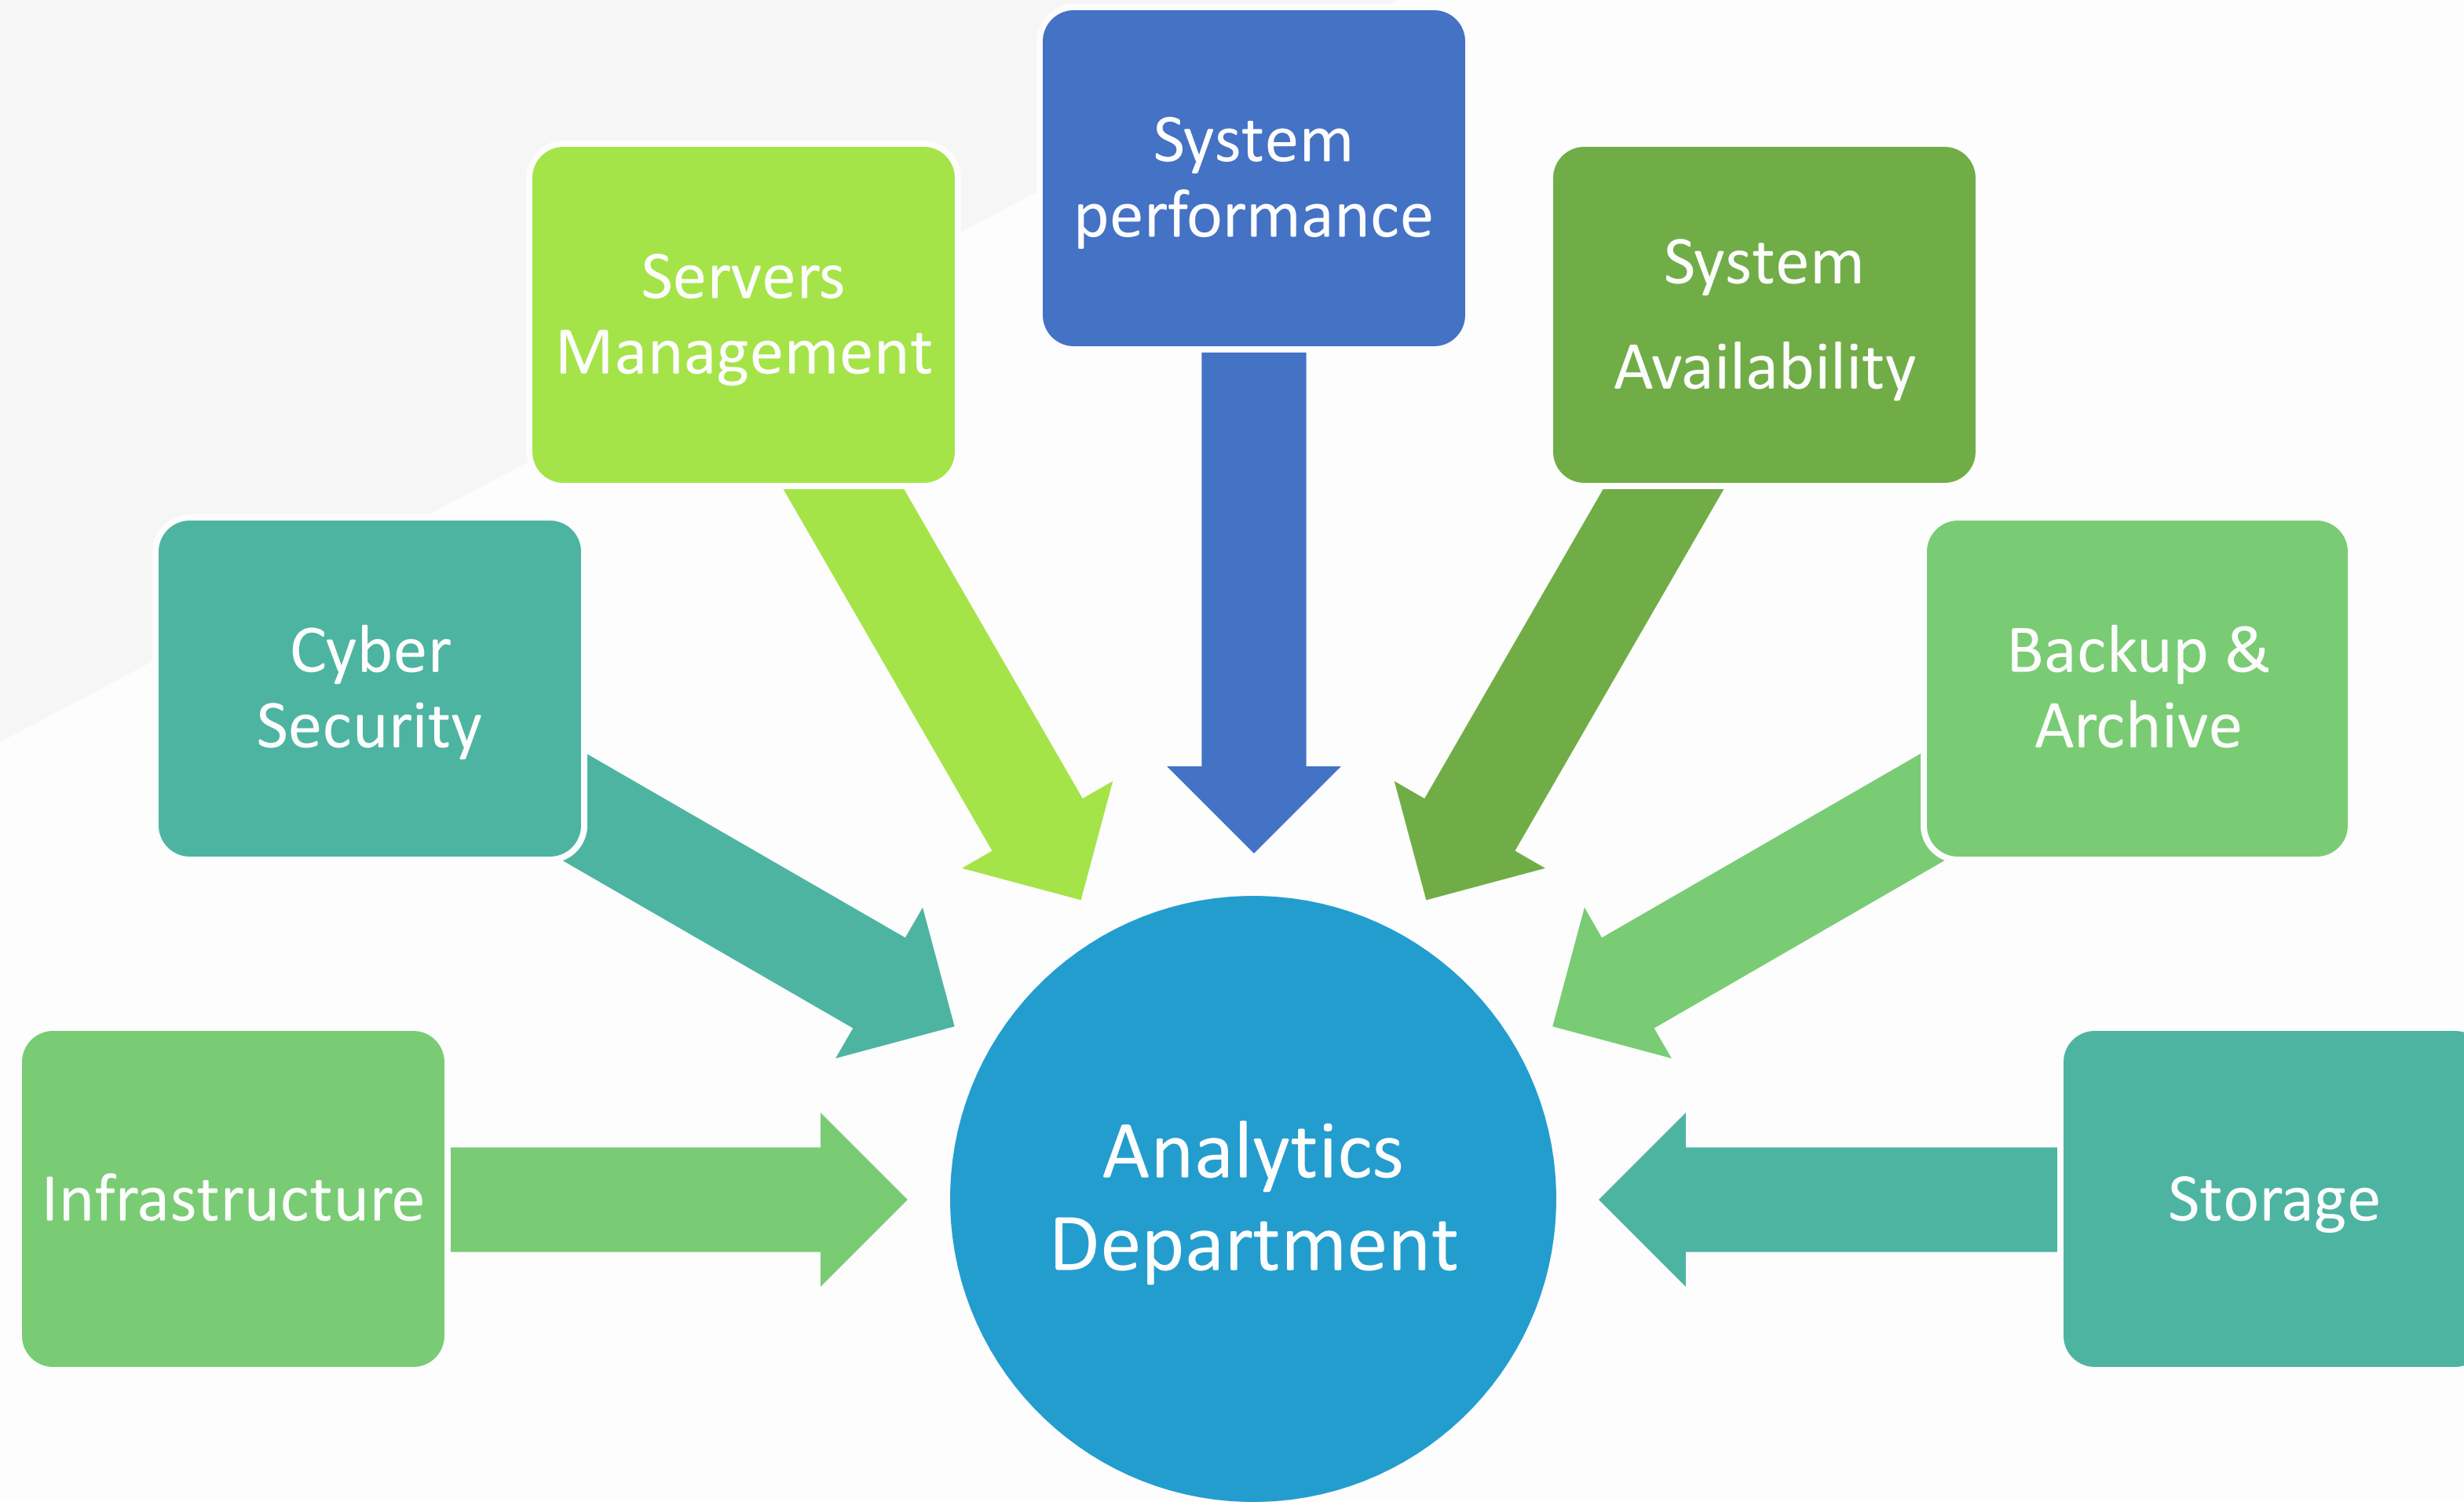 System
performance
Servers
Management
System
Availability
Cyber
Security
Backup &
Archive
Infrastructure
Analytics
Department
Storage